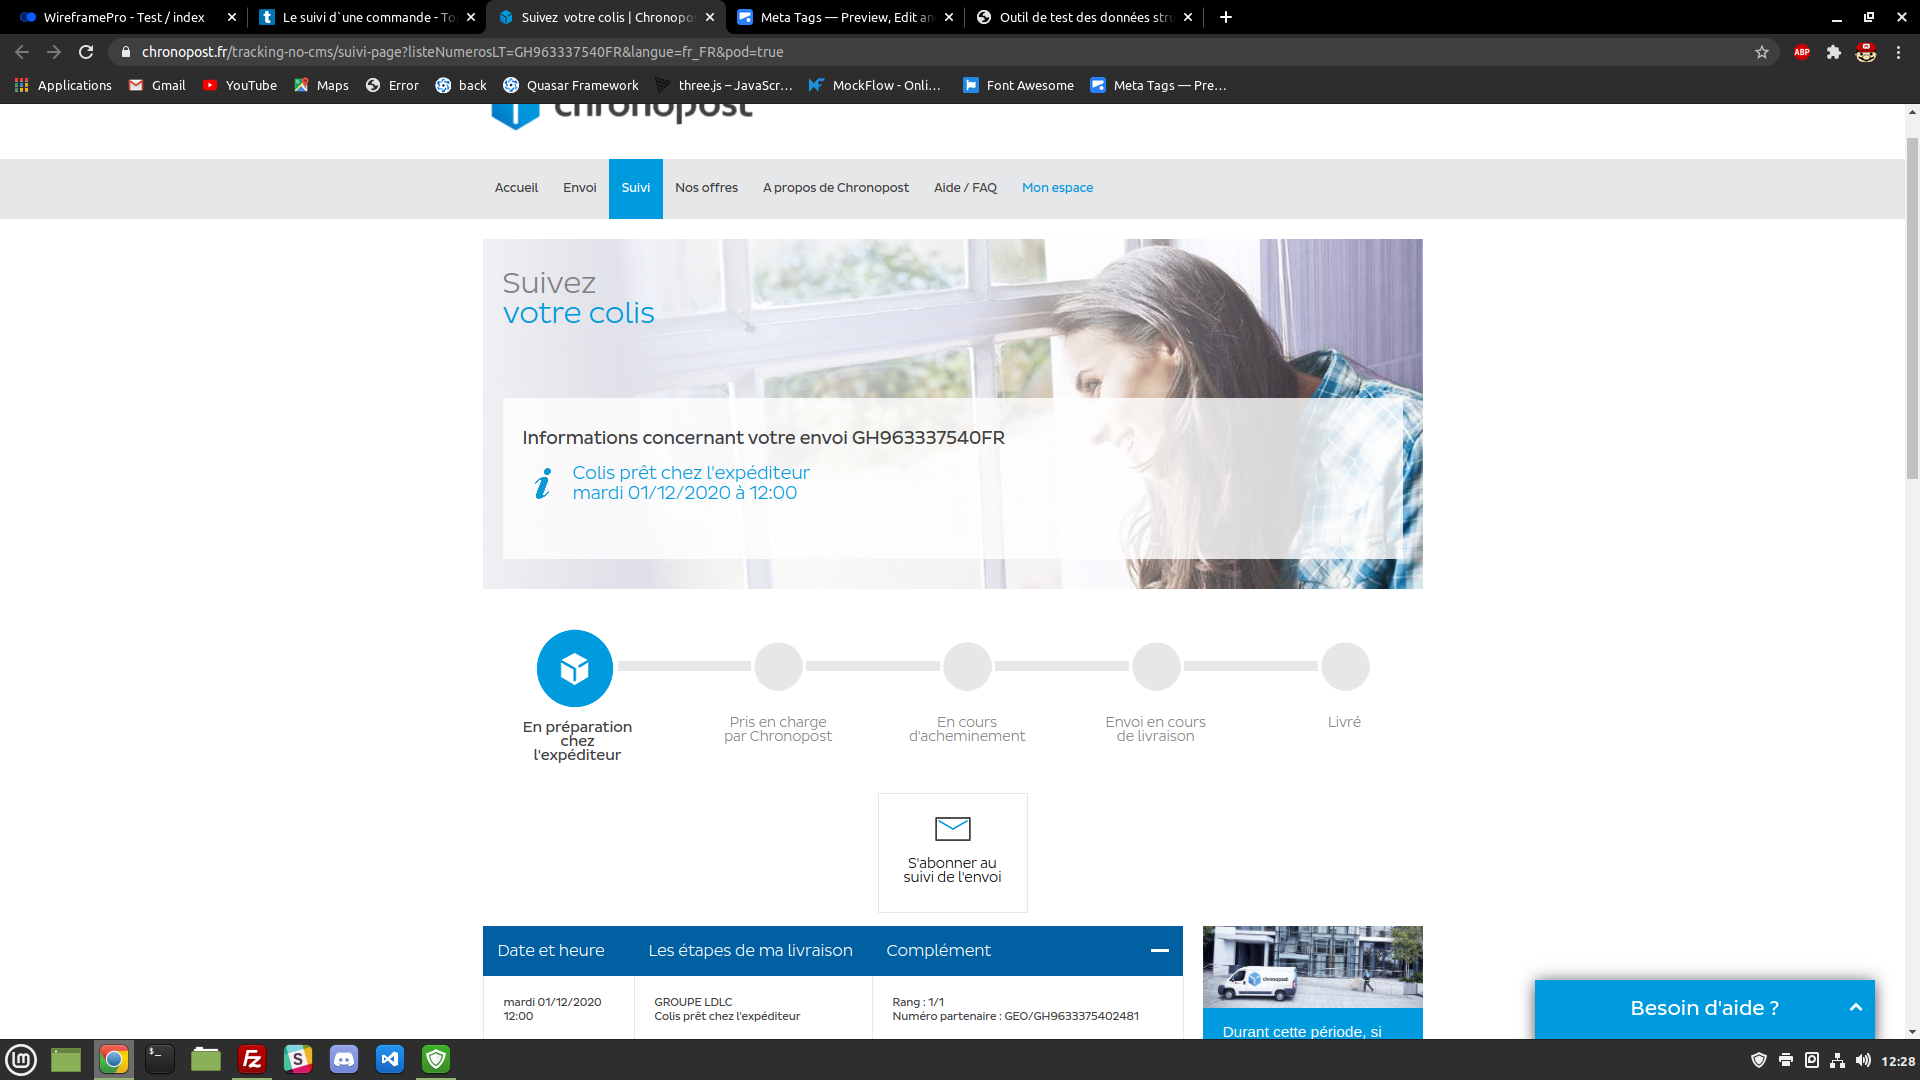 WireframePro - Test / index
Le suivi d`une commande - To
Suivez votre colis | Chronopos
Meta Tags — Preview, Edit an
Outil de test des données stru
chronopost.fr/tracking-no-cms/suivi-page?listeNumerosLT=GH963337540FR&langue=fr_FR&pod=true
ABP
Applications
Gmail
YouTube
Maps
Error
back
Quasar Framework
three.js – JavaScr...
MockFlow - Onli...
Font Awesome
Meta Tags — Pre...
chronopost
Accueil
Envoi
Suivi
Nos offres
A propos de Chronopost
Aide / FAQ
Mon espace
Suivez
votre colis
Informations concernant votre envoi GH963337540FR
i
Colis prêt chez l'expéditeur
mardi 01/12/2020 à 12:00
En préparation
chez
l'expéditeur
Pris en charge
par Chronopost
En cours
d'acheminement
Envoi en cours
de livraison
Livré
S'abonner au
suivi de l'envoi
Date et heure
Les étapes de ma livraison
Complément
mardi 01/12/2020
12:00
GROUPE LDLC
Colis prêt chez l'expéditeur
Rang : 1/1
Numéro partenaire : GEO/GH9633375402481
chronopost
Durant cette période, si
Besoin d'aide ?
12:28